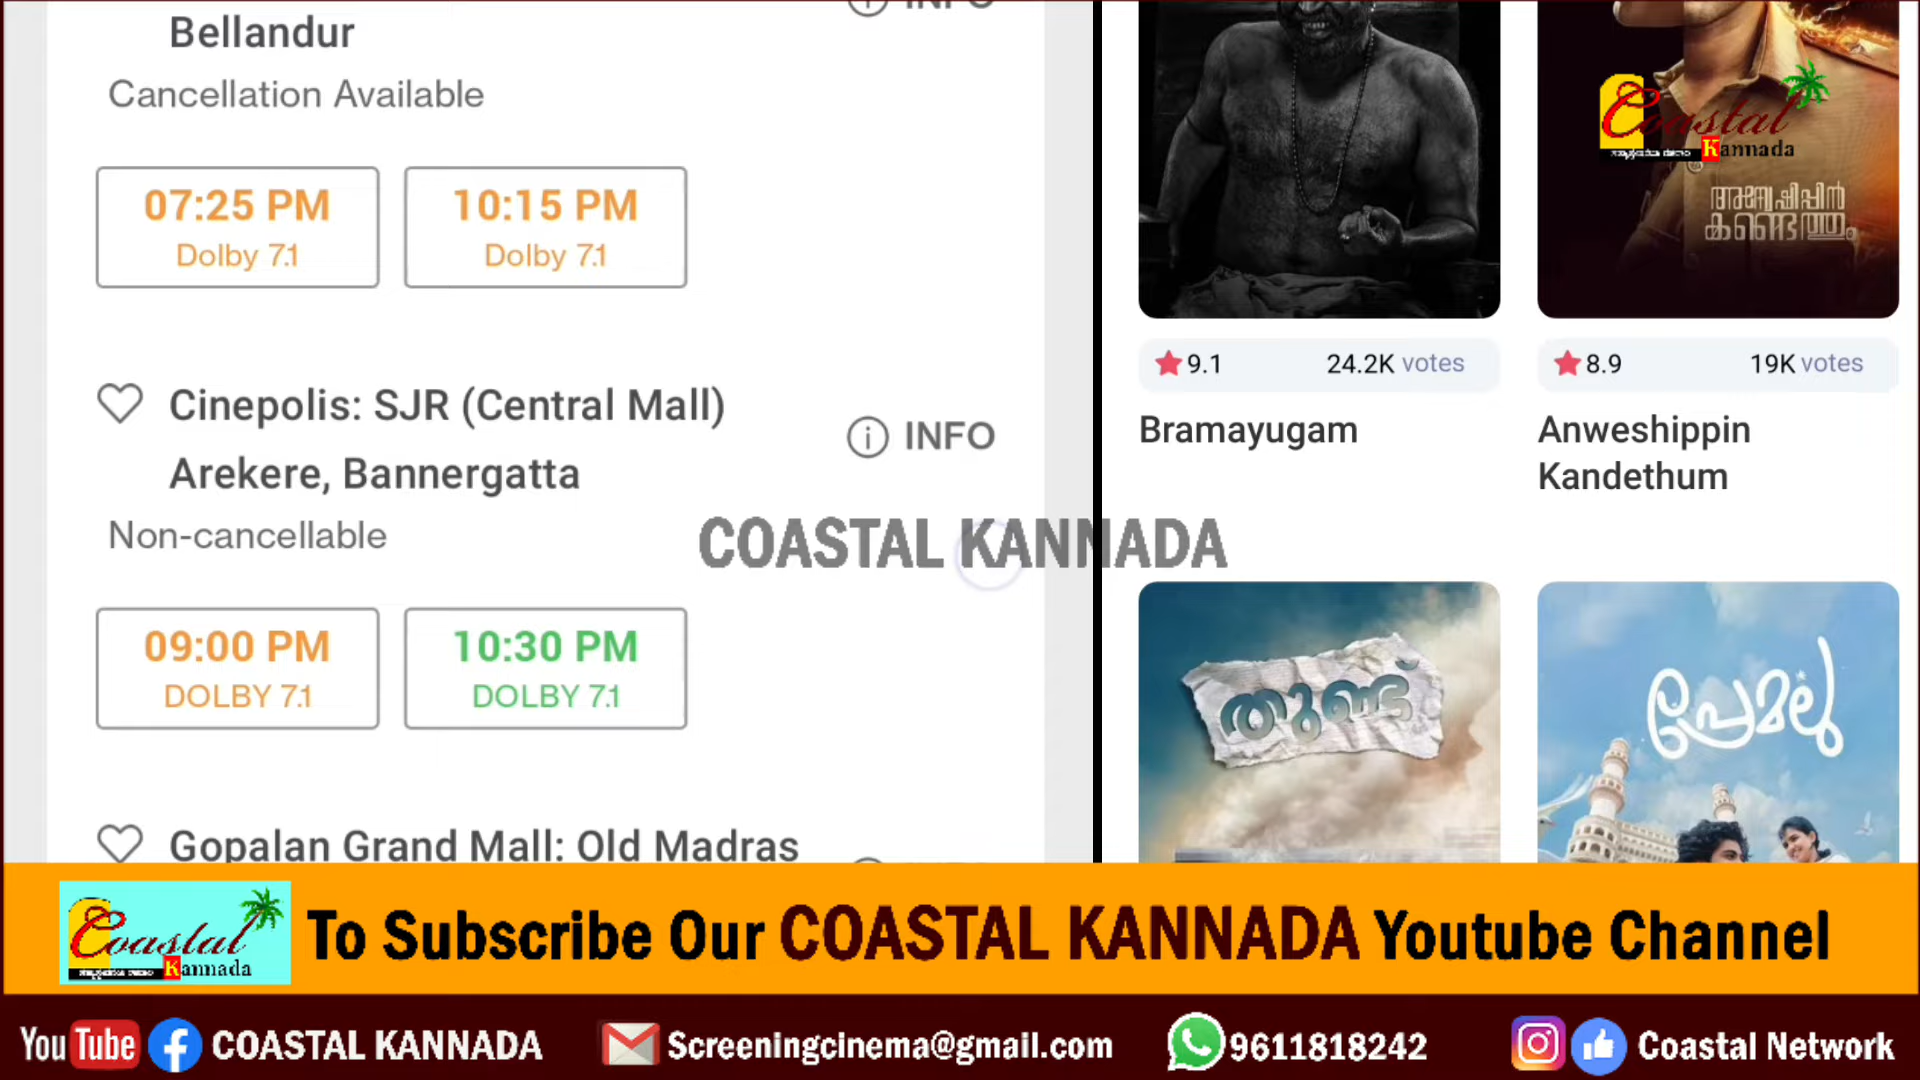 Bellandur
INFO
Cancellation Available
07:25 PM
Dolby 7.1
10:15 PM
Dolby 7.1
Cinepolis: SJR (Central Mall)
Arekere, Bannergatta
INFO
Non-cancellable
09:00 PM
DOLBY 7.1
10:30 PM
DOLBY 7.1
Gopalan Grand Mall: Old Madras
COASTAL KANNADA
Coastal
Kannada
അന്വേഷിപ്പിൻ
കണ്ടെത്തും
9.1
24.2K votes
8.9
19K votes
Bramayugam
Anweshippin
Kandethum
തുണ്ട്
പ്രേമലു
Coastal
Kannada
To Subscribe Our COASTAL KANNADA Youtube Channel
YouTube
COASTAL KANNADA
Screeningcinema@gmail.com
9611818242
Coastal Network